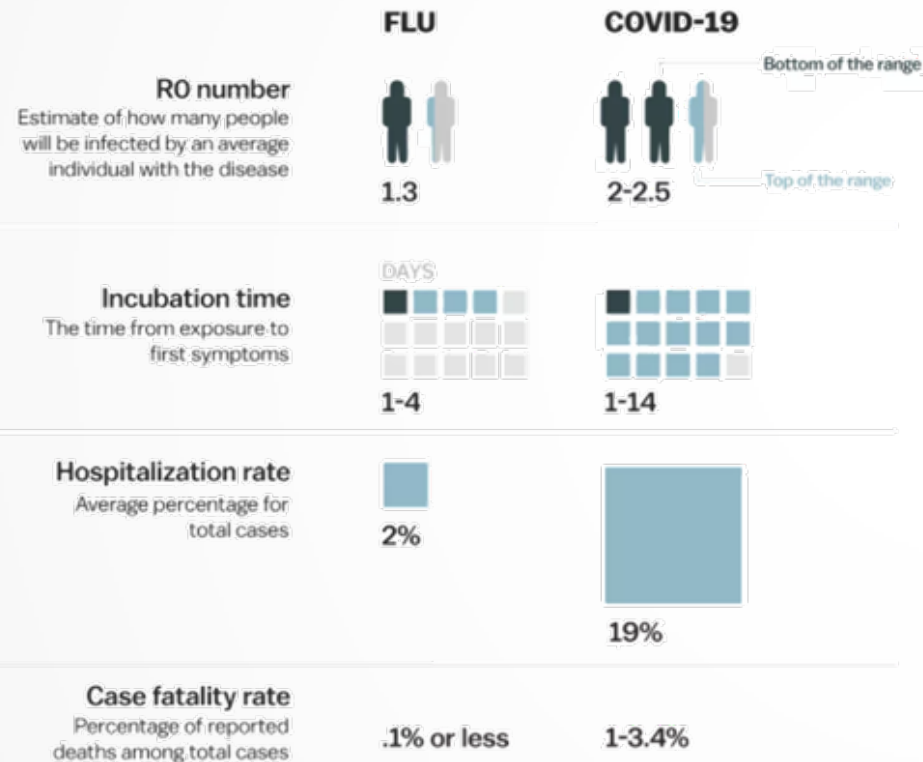 FLU
COVID-19
Bottom of the range
R0 number
Estimate of how many people
will be infected by an average
individual with the disease
1.3
2-2.5
Top of the range
DAYS
Incubation time
The time from exposure to
first symptoms
1-4
1-14
Hospitalization rate
Average percentage for
total cases
2%
19%
Case fatality rate
Percentage of reported
deaths among total cases
.1% or less
1-3.4%